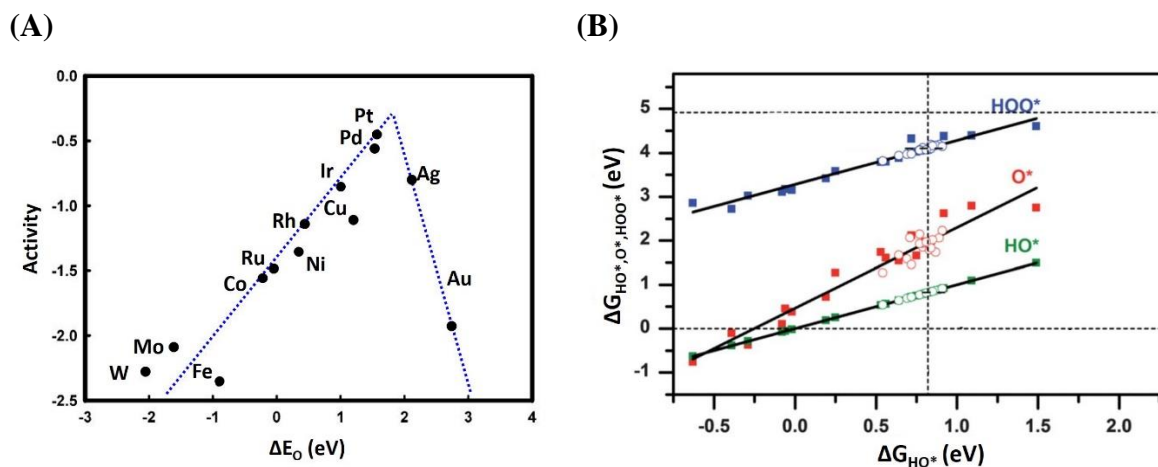 (A)
(B)
0.0
-0.5
-1.0
-1.5
-2.0
-2.5
Activity
Pt
Pd
Ir
Ag
Cu
Rh
Ru
Ni
Co
Au
Mo
W
Fe
-3 -2 -1 0 1 2 3 4
ΔE_O (eV)
5
4
3
2
1
0
-1
ΔG_HO*,O*,HOO* (eV)
HOO*
O*
HO*
-0.5 0.0 0.5 1.0 1.5 2.0
ΔG_HO* (eV)